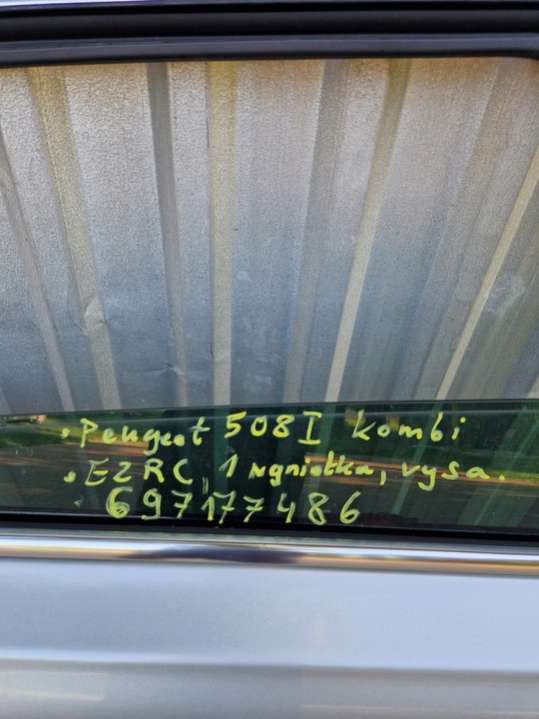 • Peugeot 508 I kombi
• EZRC, 1 wgniotka, rysa.
697177486